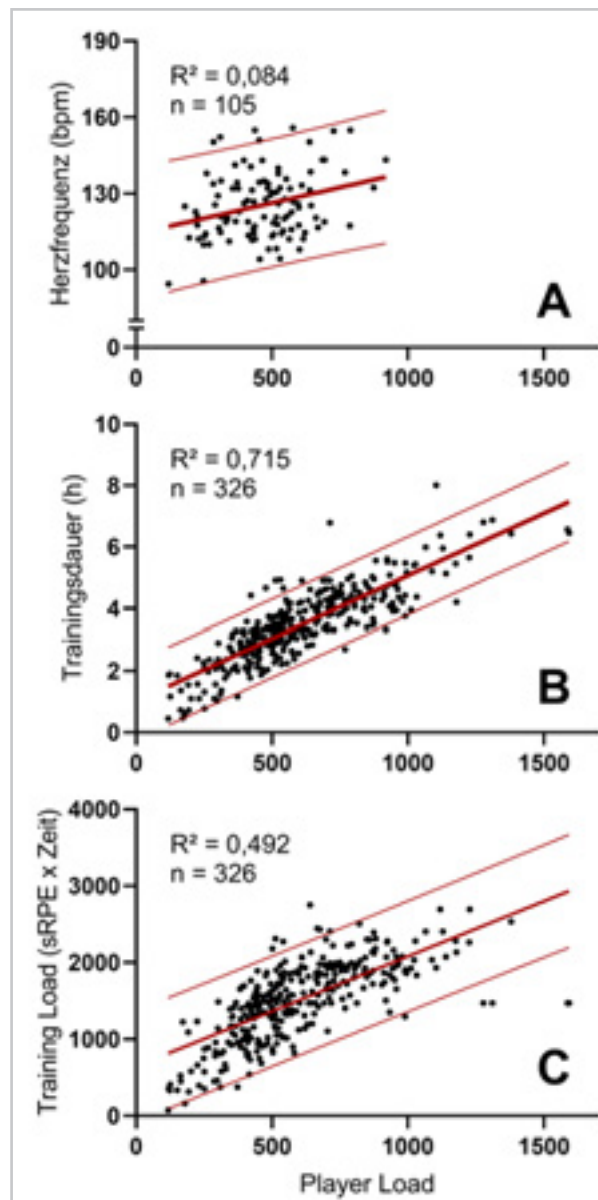 190
R² = 0,084
n = 105
160
130
100
0
Herzfrequenz (bpm)
A
0 500 1000 1500
10
R² = 0,715
n = 326
8
6
4
2
0
Trainingsdauer (h)
B
0 500 1000 1500
4000
R² = 0,492
n = 326
3000
2000
1000
0
Training Load (sRPE x Zeit)
C
0 500 1000 1500
Player Load